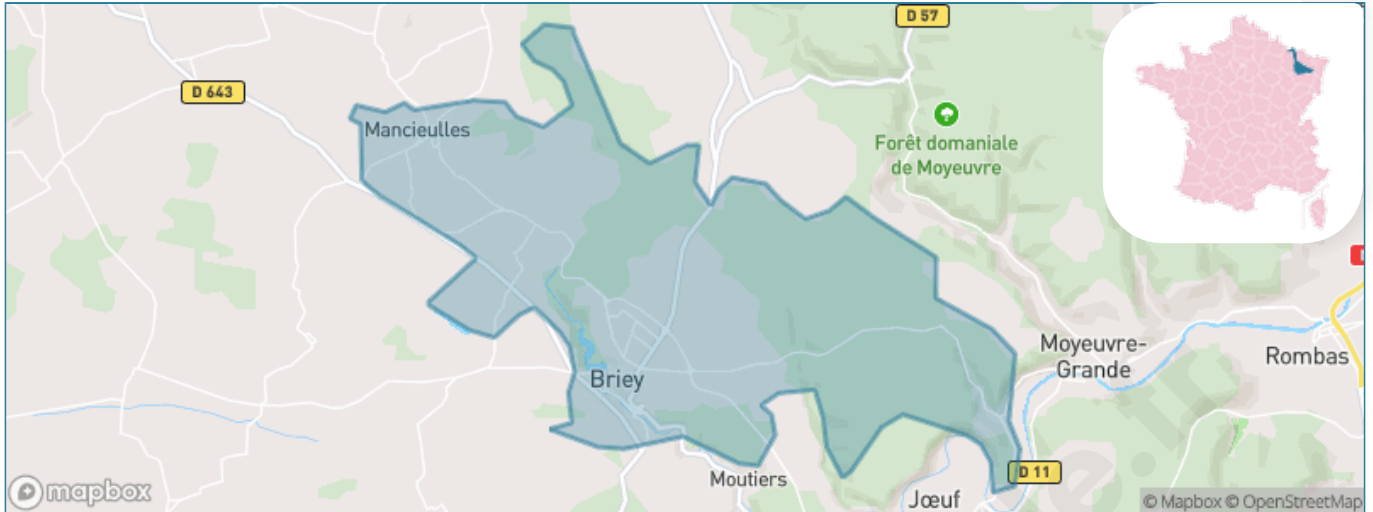 D 57
D 643
Mancieulles
Forêt domaniale
de Moyeuvre
Moyeuvre-
Grande
Rombas
Briey
Moutiers
D 11
Jœuf
mapbox
© Mapbox © OpenStreetMap